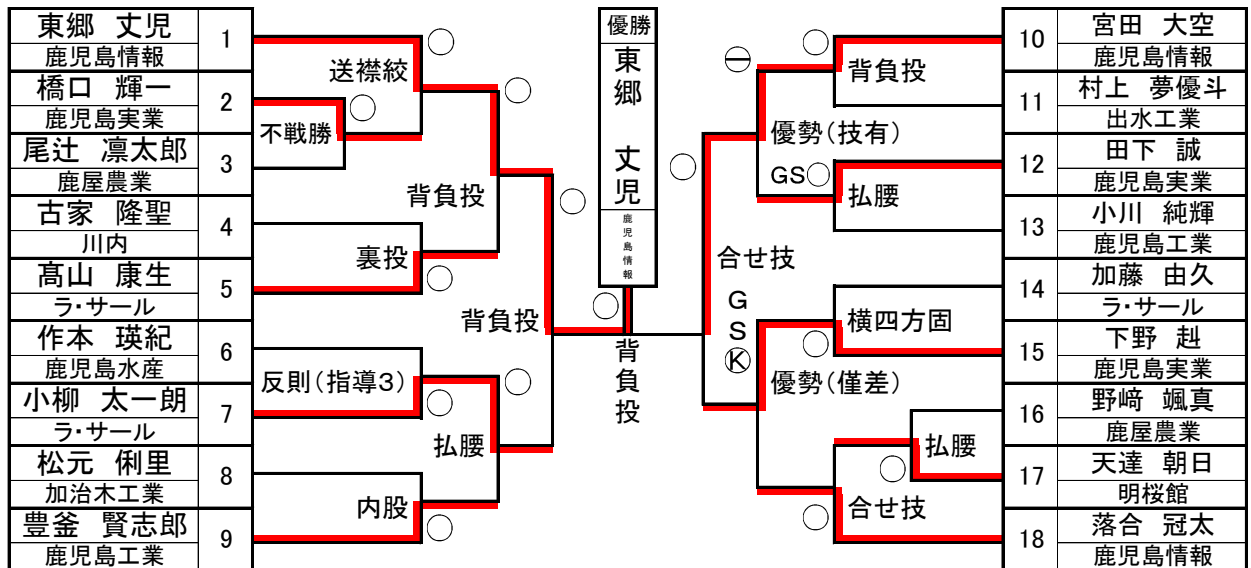 東郷 丈児
鹿児島情報
1
橋口 輝一
鹿児島実業
2
尾辻 凛太郎
鹿屋農業
3
古家 隆聖
川内
4
髙山 康生
ラ・サール
5
作本 瑛紀
鹿児島水産
6
小柳 太一朗
ラ・サール
7
松元 俐里
加治木工業
8
豊釜 賢志郎
鹿児島工業
9
送襟絞
不戦勝
背負投
裏投
背負投
反則(指導3)
払腰
内股
優勝
東郷 丈児
鹿児島情報
背負投
背負投
優勢(技有)
GS
払腰
合せ技
GSK
横四方固
優勢(僅差)
払腰
合せ技
10
宮田 大空
鹿児島情報
11
村上 夢優斗
出水工業
12
田下 誠
鹿児島実業
13
小川 純輝
鹿児島工業
14
加藤 由久
ラ・サール
15
下野 赳
鹿児島実業
16
野﨑 颯真
鹿屋農業
17
天達 朝日
明桜館
18
落合 冠太
鹿児島情報